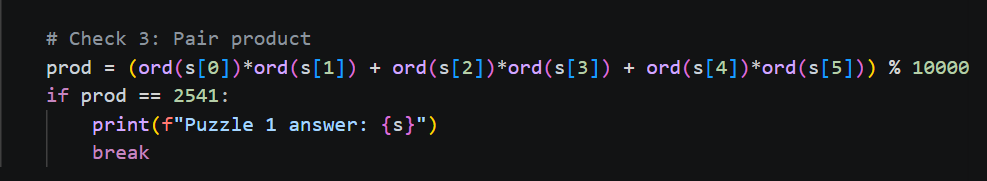 # Check 3: Pair product
prod = (ord(s[0])*ord(s[1]) + ord(s[2])*ord(s[3]) + ord(s[4])*ord(s[5])) % 10000
if prod == 2541:
    print(f"Puzzle 1 answer: {s}")
    break